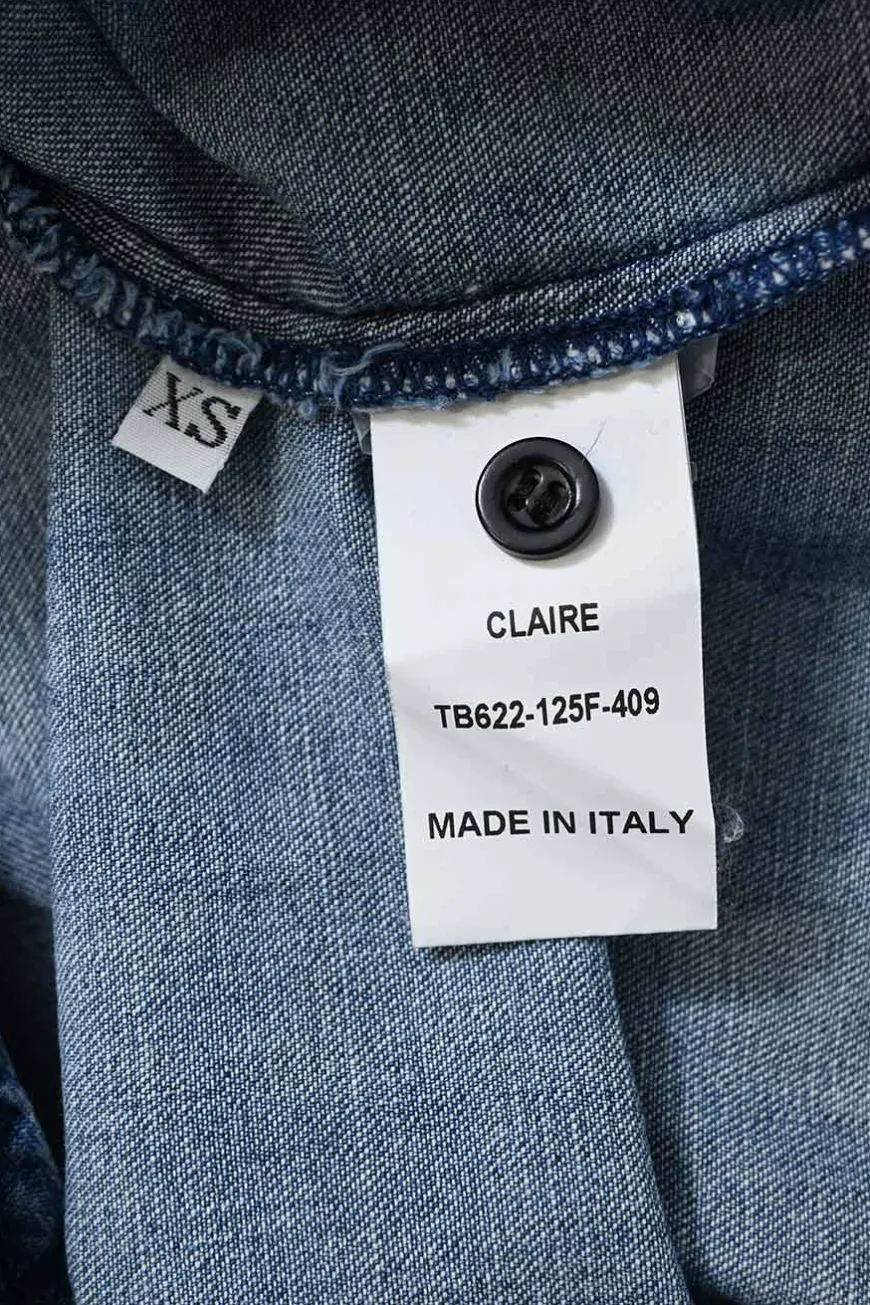 XS
CLAIRE
TB622-125F-409
MADE IN ITALY